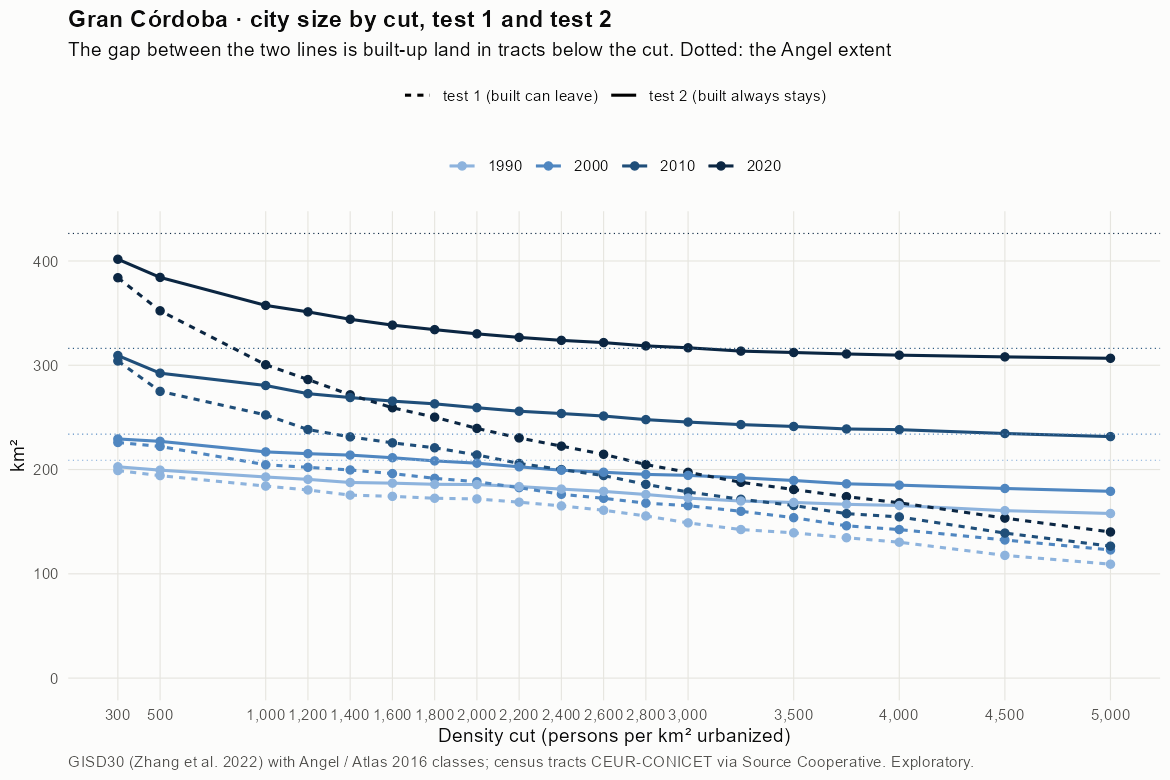 Gran Córdoba · city size by cut, test 1 and test 2
The gap between the two lines is built-up land in tracts below the cut. Dotted: the Angel extent
test 1 (built can leave) test 2 (built always stays)
1990 2000 2010 2020
km²
400
300
200
100
0
300 500 1,000 1,200 1,400 1,600 1,800 2,000 2,200 2,400 2,600 2,800 3,000 3,500 4,000 4,500 5,000
Density cut (persons per km² urbanized)
GISD30 (Zhang et al. 2022) with Angel / Atlas 2016 classes; census tracts CEUR-CONICET via Source Cooperative. Exploratory.